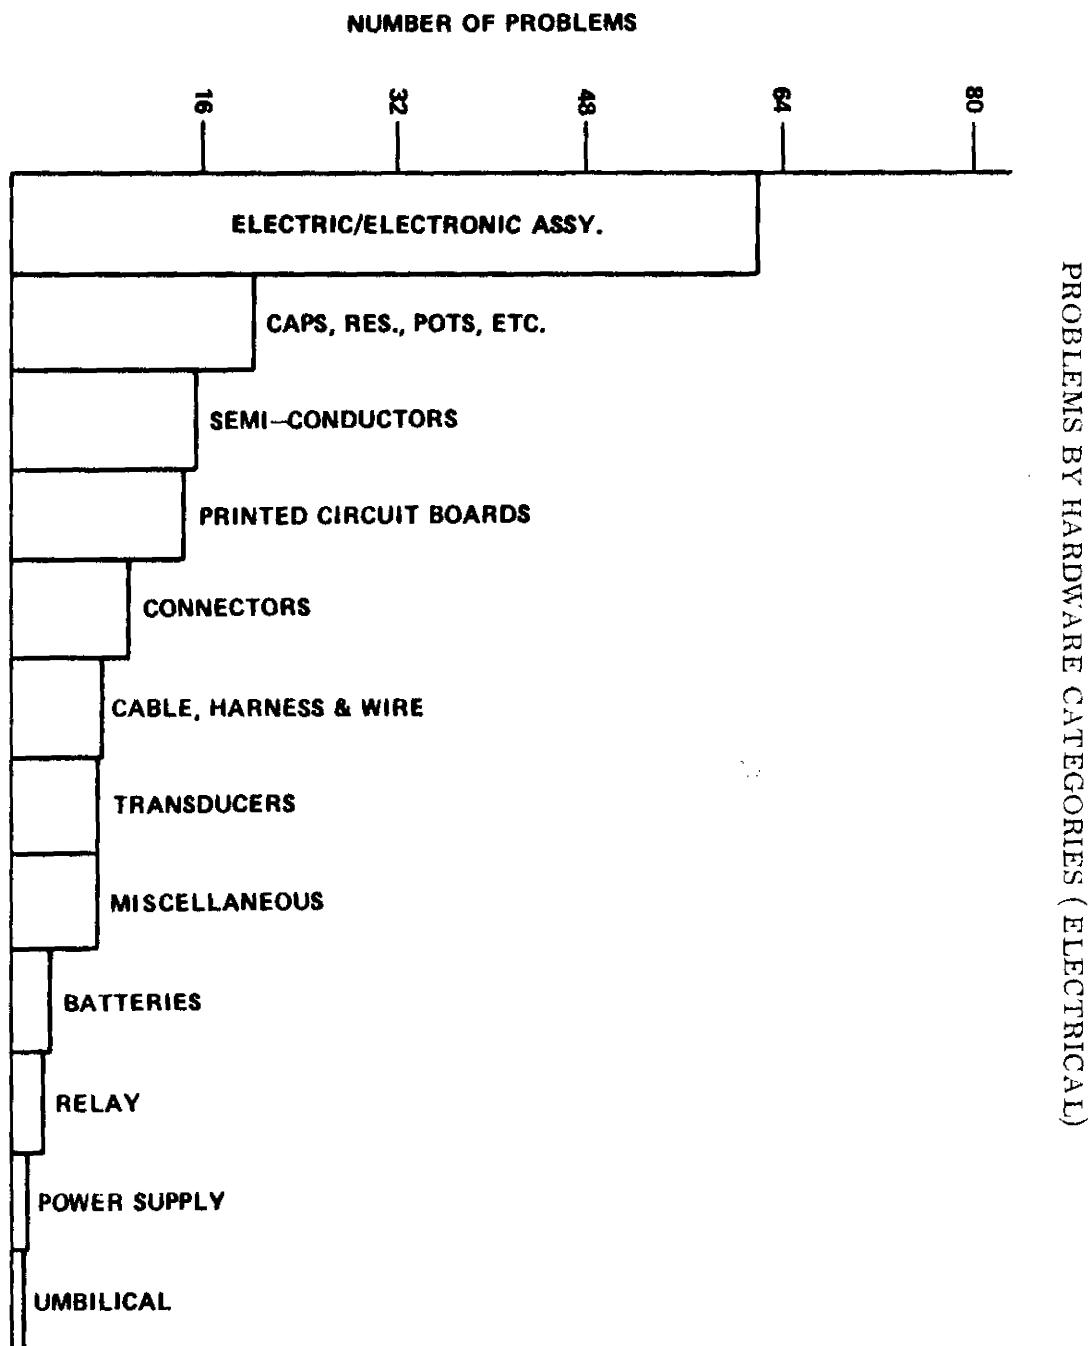 NUMBER OF PROBLEMS
16
32
48
64
80
ELECTRIC/ELECTRONIC ASSY.
CAPS, RES., POTS, ETC.
SEMI-CONDUCTORS
PRINTED CIRCUIT BOARDS
CONNECTORS
CABLE, HARNESS & WIRE
TRANSDUCERS
MISCELLANEOUS
BATTERIES
RELAY
POWER SUPPLY
UMBILICAL
PROBLEMS BY HARDWARE CATEGORIES (ELECTRICAL)